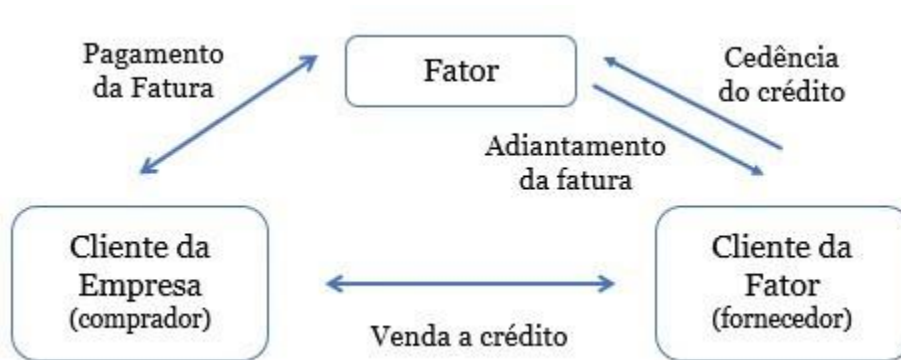 Pagamento
da Fatura
Fator
Cedência
do crédito
Adiantamento
da fatura
Cliente da
Empresa
(comprador)
Venda a crédito
Cliente da
Fator
(fornecedor)